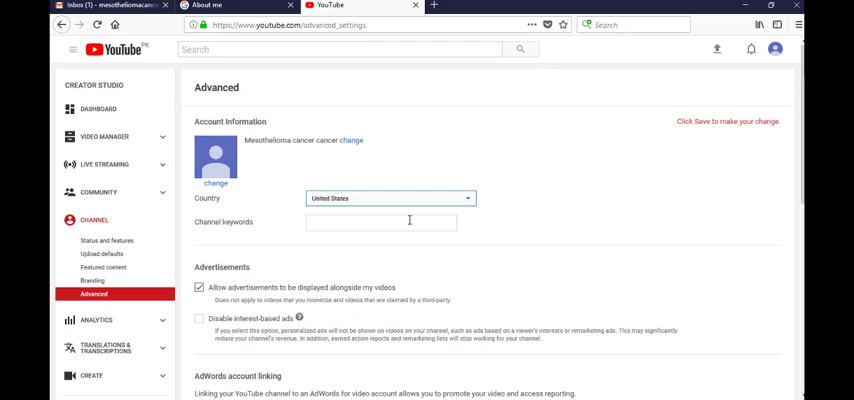 Inbox (1) - mesotheliomacance
About me
YouTube
https://www.youtube.com/advanced_settings
Search
YouTube PK
Search
CREATOR STUDIO
DASHBOARD
VIDEO MANAGER
LIVE STREAMING
COMMUNITY
CHANNEL
Status and features
Upload defaults
Featured content
Branding
Advanced
ANALYTICS
TRANSLATIONS &
TRANSCRIPTIONS
CREATE
Advanced
Account Information
Click Save to make your change.
Mesothelioma cancer cancer change
change
Country
United States
Channel keywords
Advertisements
Allow advertisements to be displayed alongside my videos
Does not apply to videos that you monetize and videos that are claimed by a third-party.
Disable interest-based ads
If you select this option, personalized ads will not be shown on videos on your channel, such as ads based on a viewer's interests or remarketing ads. This may significantly
reduce your channel's revenue. In addition, earned action reports and remarketing lists will stop working for your channel.
AdWords account linking
Linking your YouTube channel to an AdWords for video account allows you to promote your video and access reporting.